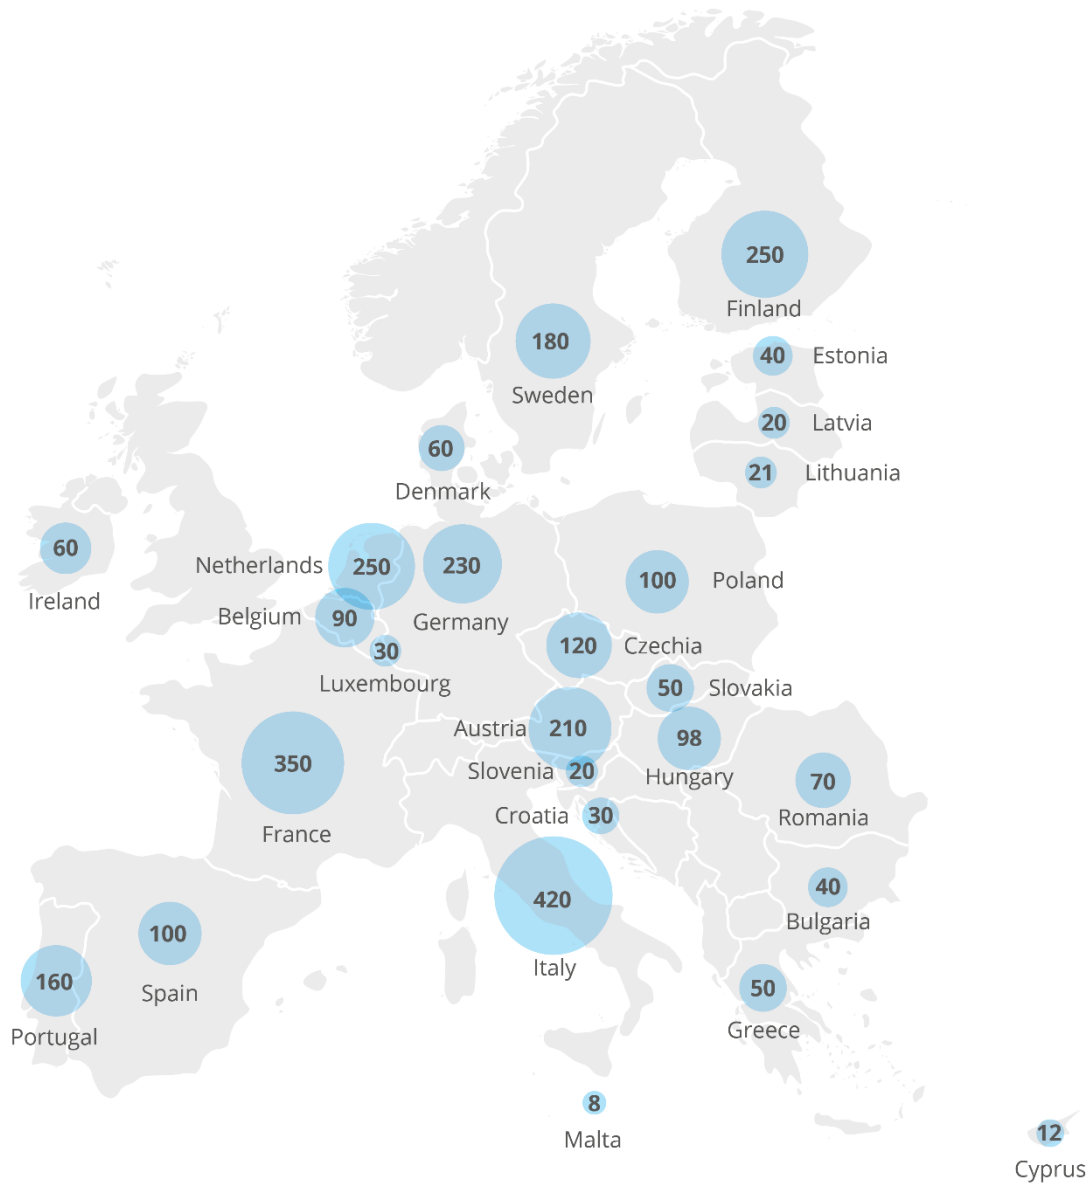 250
Finland
180
Sweden
40
Estonia
20
Latvia
60
Denmark
21
Lithuania
60
Ireland
Netherlands
250
230
Germany
100
Poland
Belgium
90
30
Luxembourg
120
Czechia
50
Slovakia
Austria
210
98
Hungary
350
France
Slovenia
20
70
Romania
Croatia
30
420
Italy
40
Bulgaria
100
Spain
160
Portugal
50
Greece
8
Malta
12
Cyprus